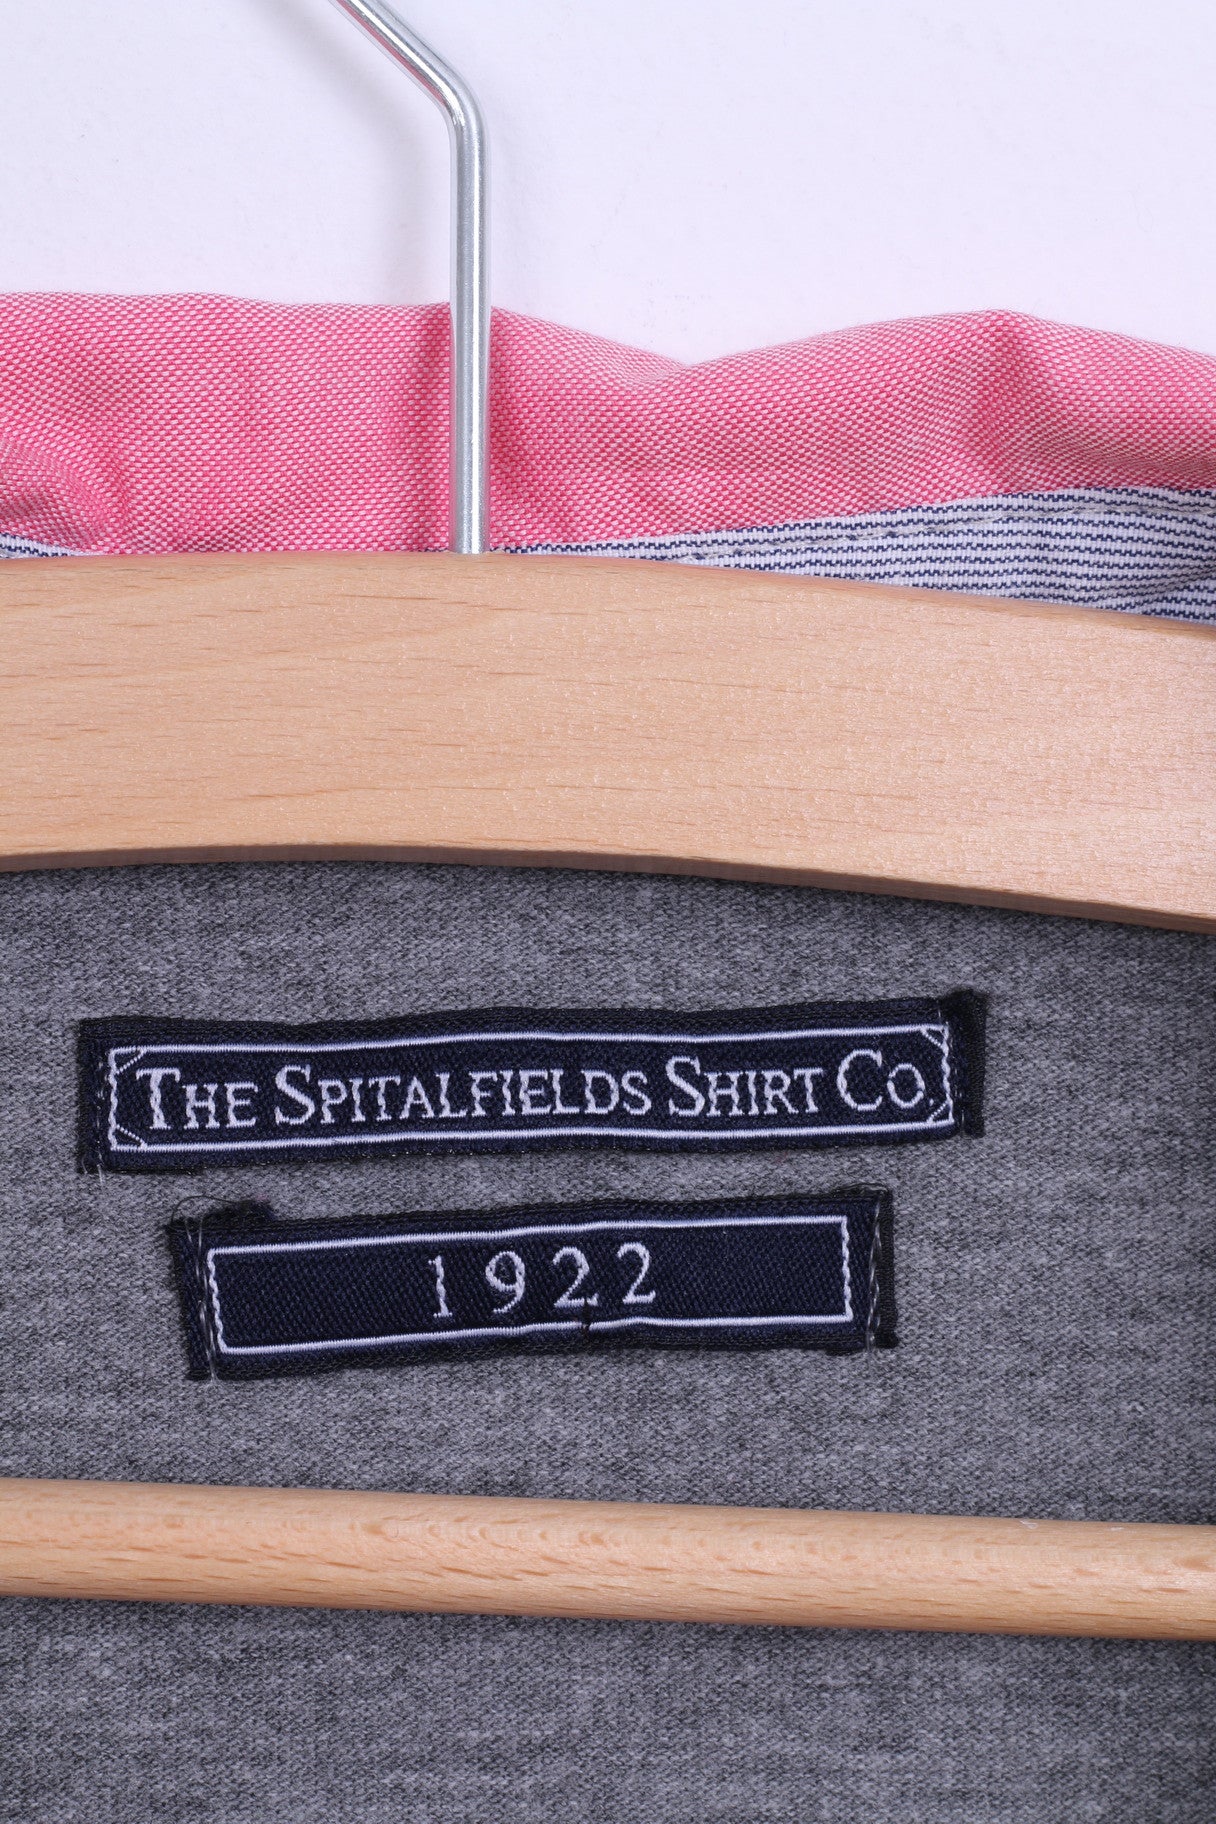 THE SPITALFIELDS SHIRT CO.
1922